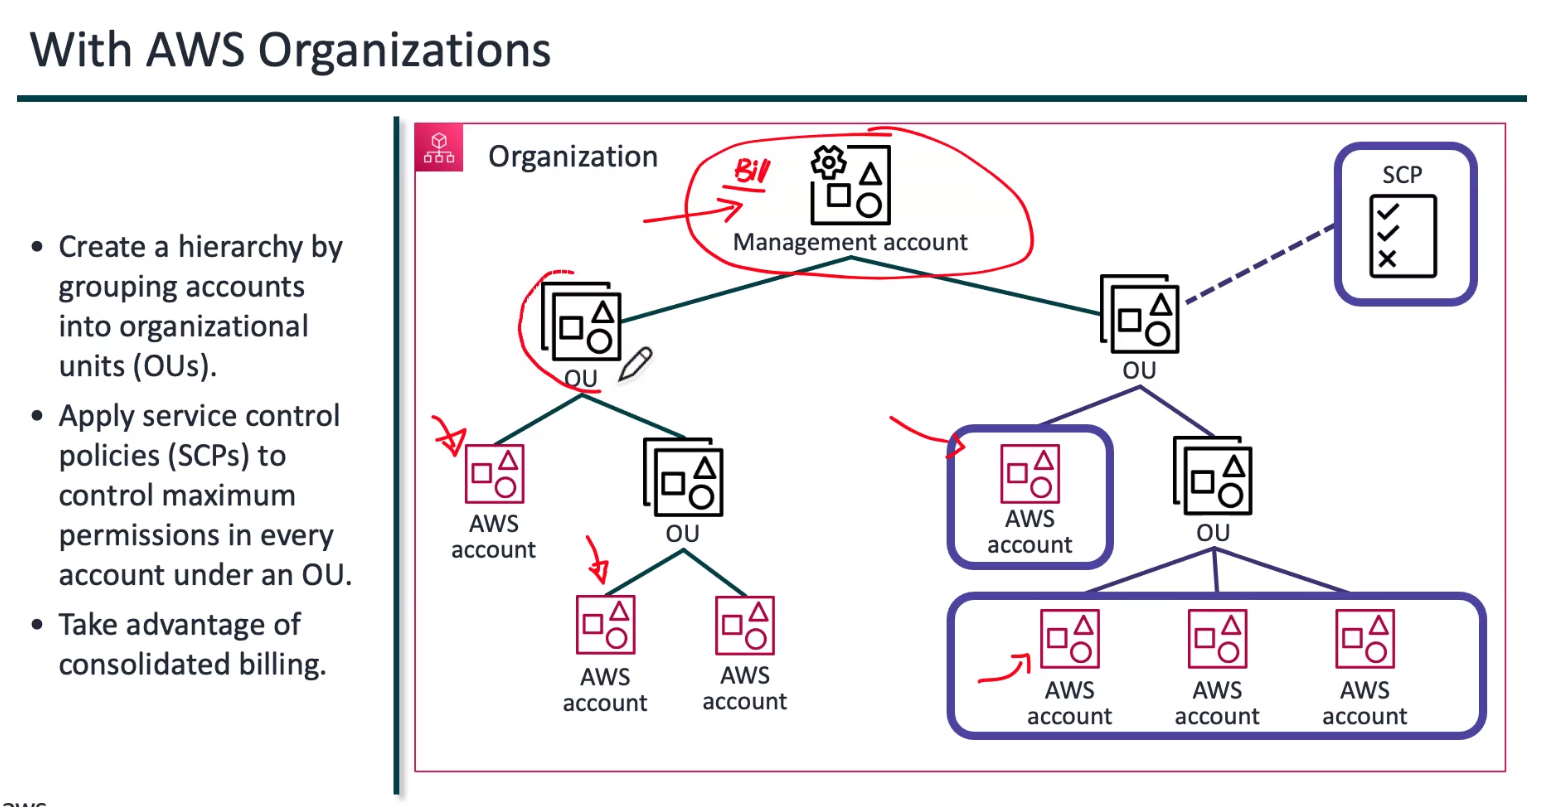 With AWS Organizations
• Create a hierarchy by
grouping accounts
into organizational
units (OUs).
• Apply service control
policies (SCPs) to
control maximum
permissions in every
account under an OU.
• Take advantage of
consolidated billing.
Organization
Bill
Management account
SCP
OU
OU
AWS
account
OU
AWS
account
OU
AWS
account
AWS
account
AWS
account
AWS
account
AWS
account
aws